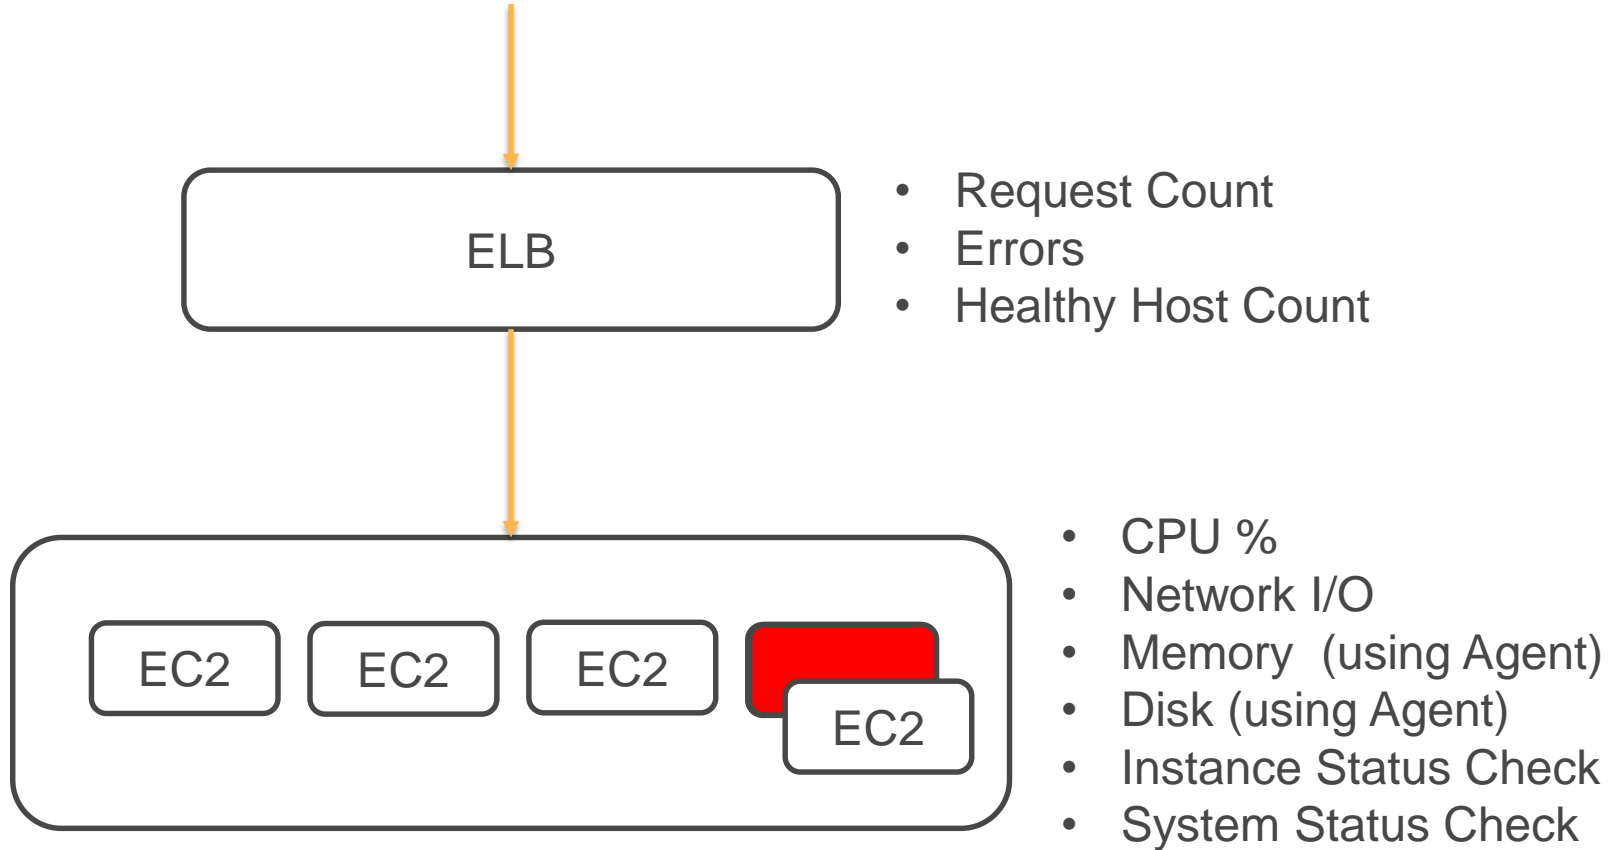 ELB
• Request Count
• Errors
• Healthy Host Count
• CPU %
• Network I/O
• Memory  (using Agent)
• Disk (using Agent)
• Instance Status Check
• System Status Check
EC2
EC2
EC2
EC2